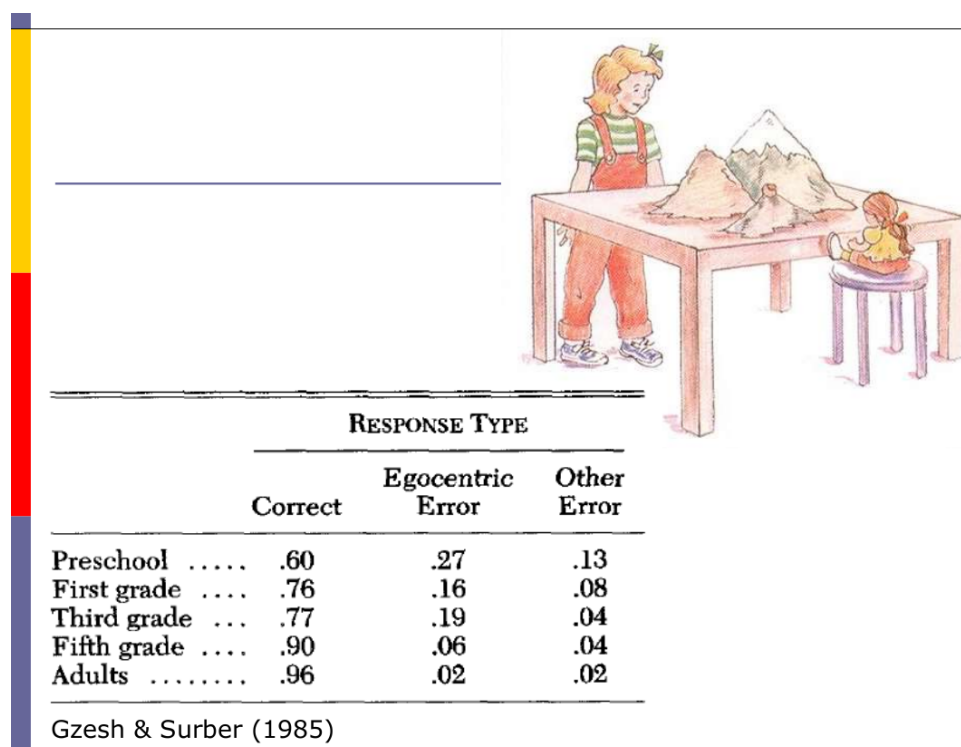 RESPONSE TYPE
Egocentric Other
Correct Error Error
Preschool ..... .60 .27 .13
First grade .... .76 .16 .08
Third grade ... .77 .19 .04
Fifth grade .... .90 .06 .04
Adults ........ .96 .02 .02
Gzesh & Surber (1985)